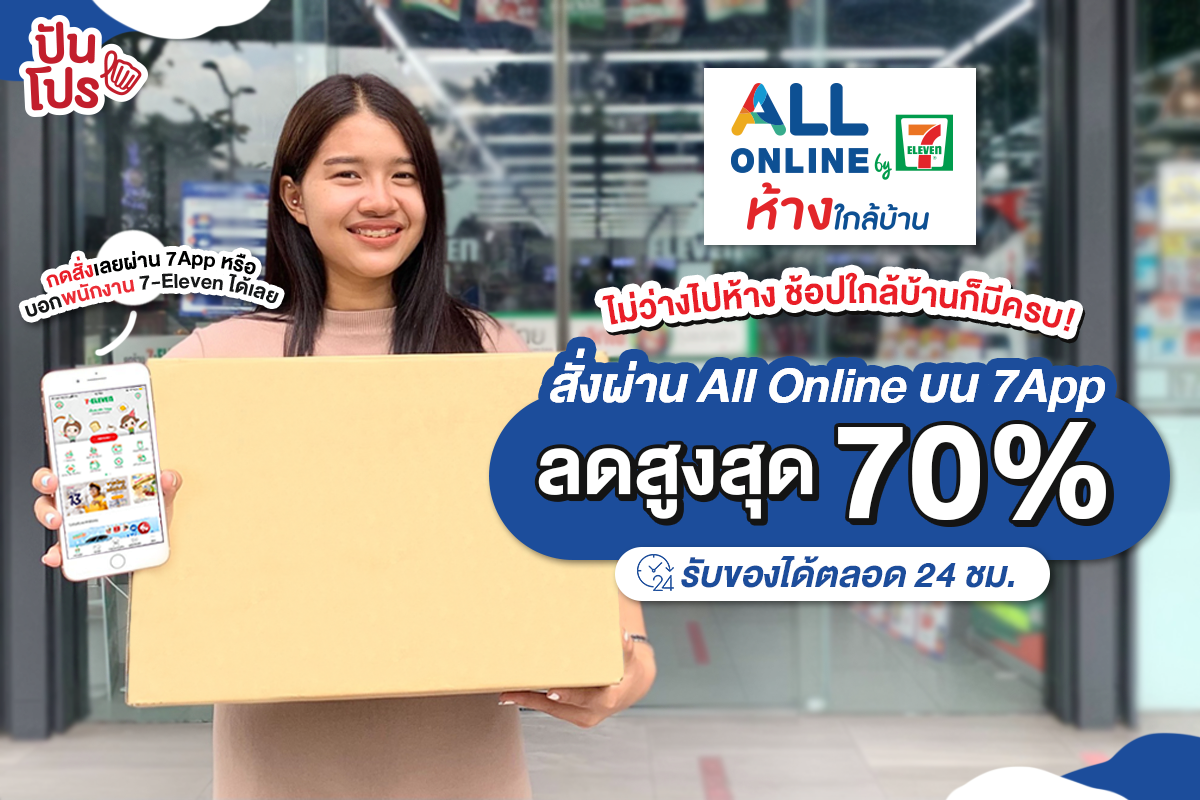 ปัน
โปร
ALL
ONLINE by 7 ELEVEN
ห้างใกล้บ้าน
กดสั่งเลยผ่าน 7App หรือ
บอกพนักงาน 7-Eleven ได้เลย
ไม่ว่างไปห้าง ช้อปใกล้บ้านก็มีครบ!
สั่งผ่าน All Online บน 7App
ลดสูงสุด 70%
24 รับของได้ตลอด 24 ชม.
7-ELEVEN